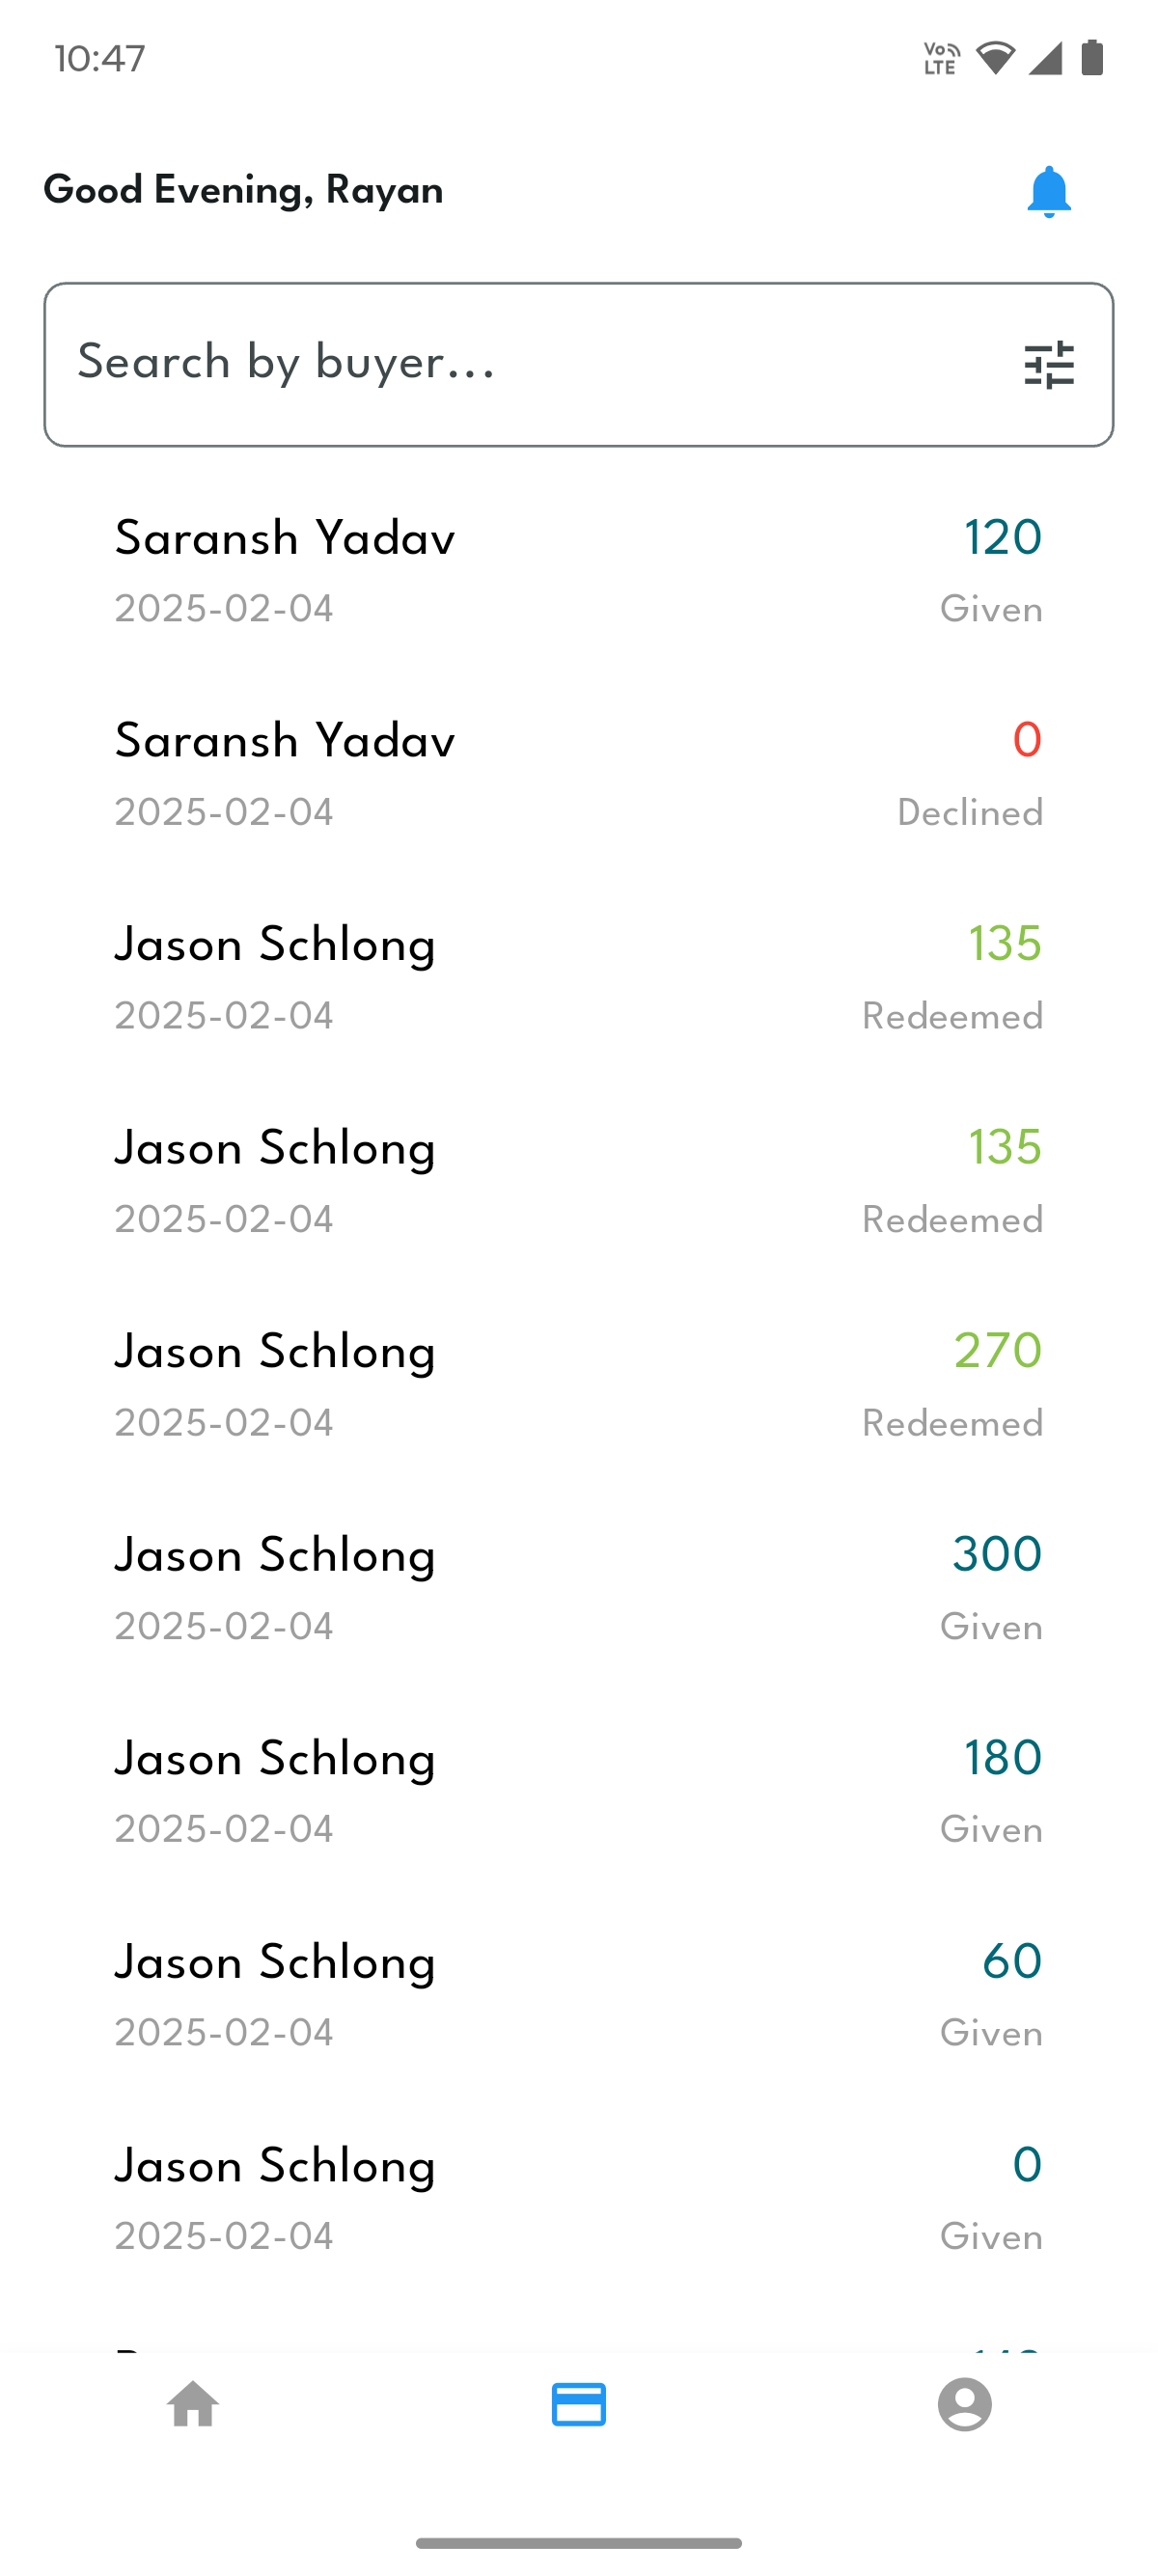 10:47
Vo LTE
Good Evening, Rayan
Search by buyer...
Saransh Yadav 120
2025-02-04 Given
Saransh Yadav 0
2025-02-04 Declined
Jason Schlong 135
2025-02-04 Redeemed
Jason Schlong 135
2025-02-04 Redeemed
Jason Schlong 270
2025-02-04 Redeemed
Jason Schlong 300
2025-02-04 Given
Jason Schlong 180
2025-02-04 Given
Jason Schlong 60
2025-02-04 Given
Jason Schlong 0
2025-02-04 Given